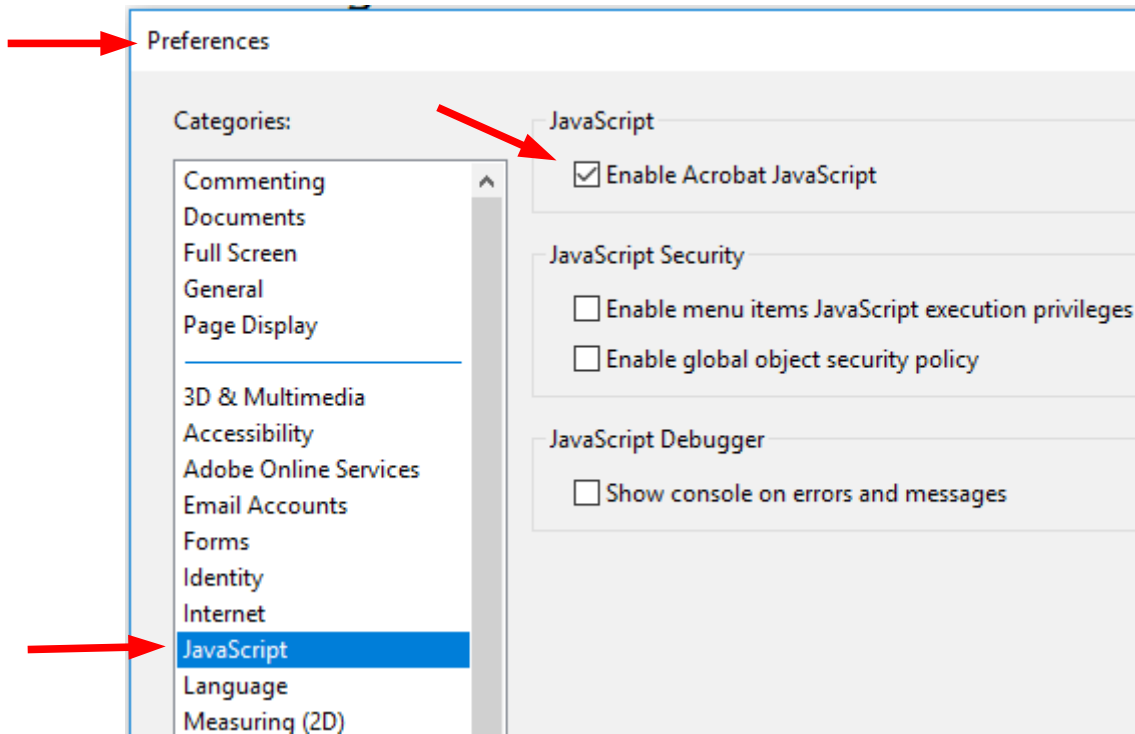 Preferences
Categories:
Commenting
Documents
Full Screen
General
Page Display
3D & Multimedia
Accessibility
Adobe Online Services
Email Accounts
Forms
Identity
Internet
JavaScript
Language
Measuring (2D)
JavaScript
Enable Acrobat JavaScript
JavaScript Security
Enable menu items JavaScript execution privileges
Enable global object security policy
JavaScript Debugger
Show console on errors and messages